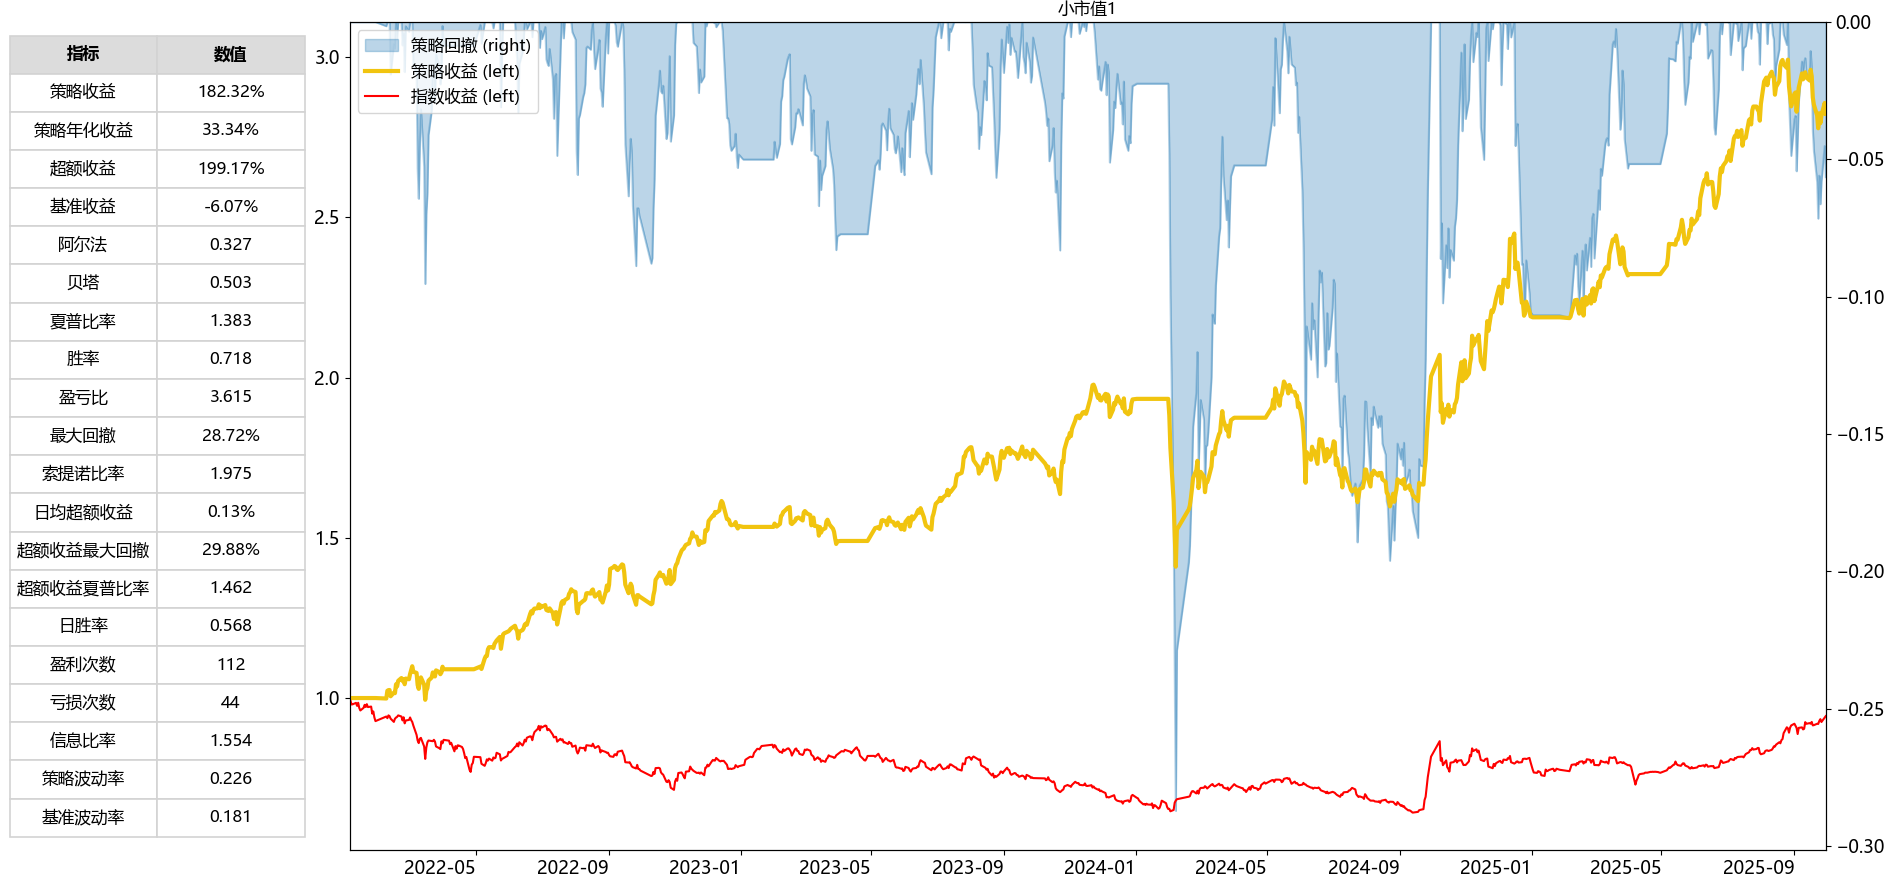 小市值1
指标 数值
策略收益 182.32%
策略年化收益 33.34%
超额收益 199.17%
基准收益 -6.07%
阿尔法 0.327
贝塔 0.503
夏普比率 1.383
胜率 0.718
盈亏比 3.615
最大回撤 28.72%
索提诺比率 1.975
日均超额收益 0.13%
超额收益最大回撤 29.88%
超额收益夏普比率 1.462
日胜率 0.568
盈利次数 112
亏损次数 44
信息比率 1.554
策略波动率 0.226
基准波动率 0.181
策略回撤 (right)
策略收益 (left)
指数收益 (left)
3.0
2.5
2.0
1.5
1.0
0.00
−0.05
−0.10
−0.15
−0.20
−0.25
−0.30
2022-05 2022-09 2023-01 2023-05 2023-09 2024-01 2024-05 2024-09 2025-01 2025-05 2025-09